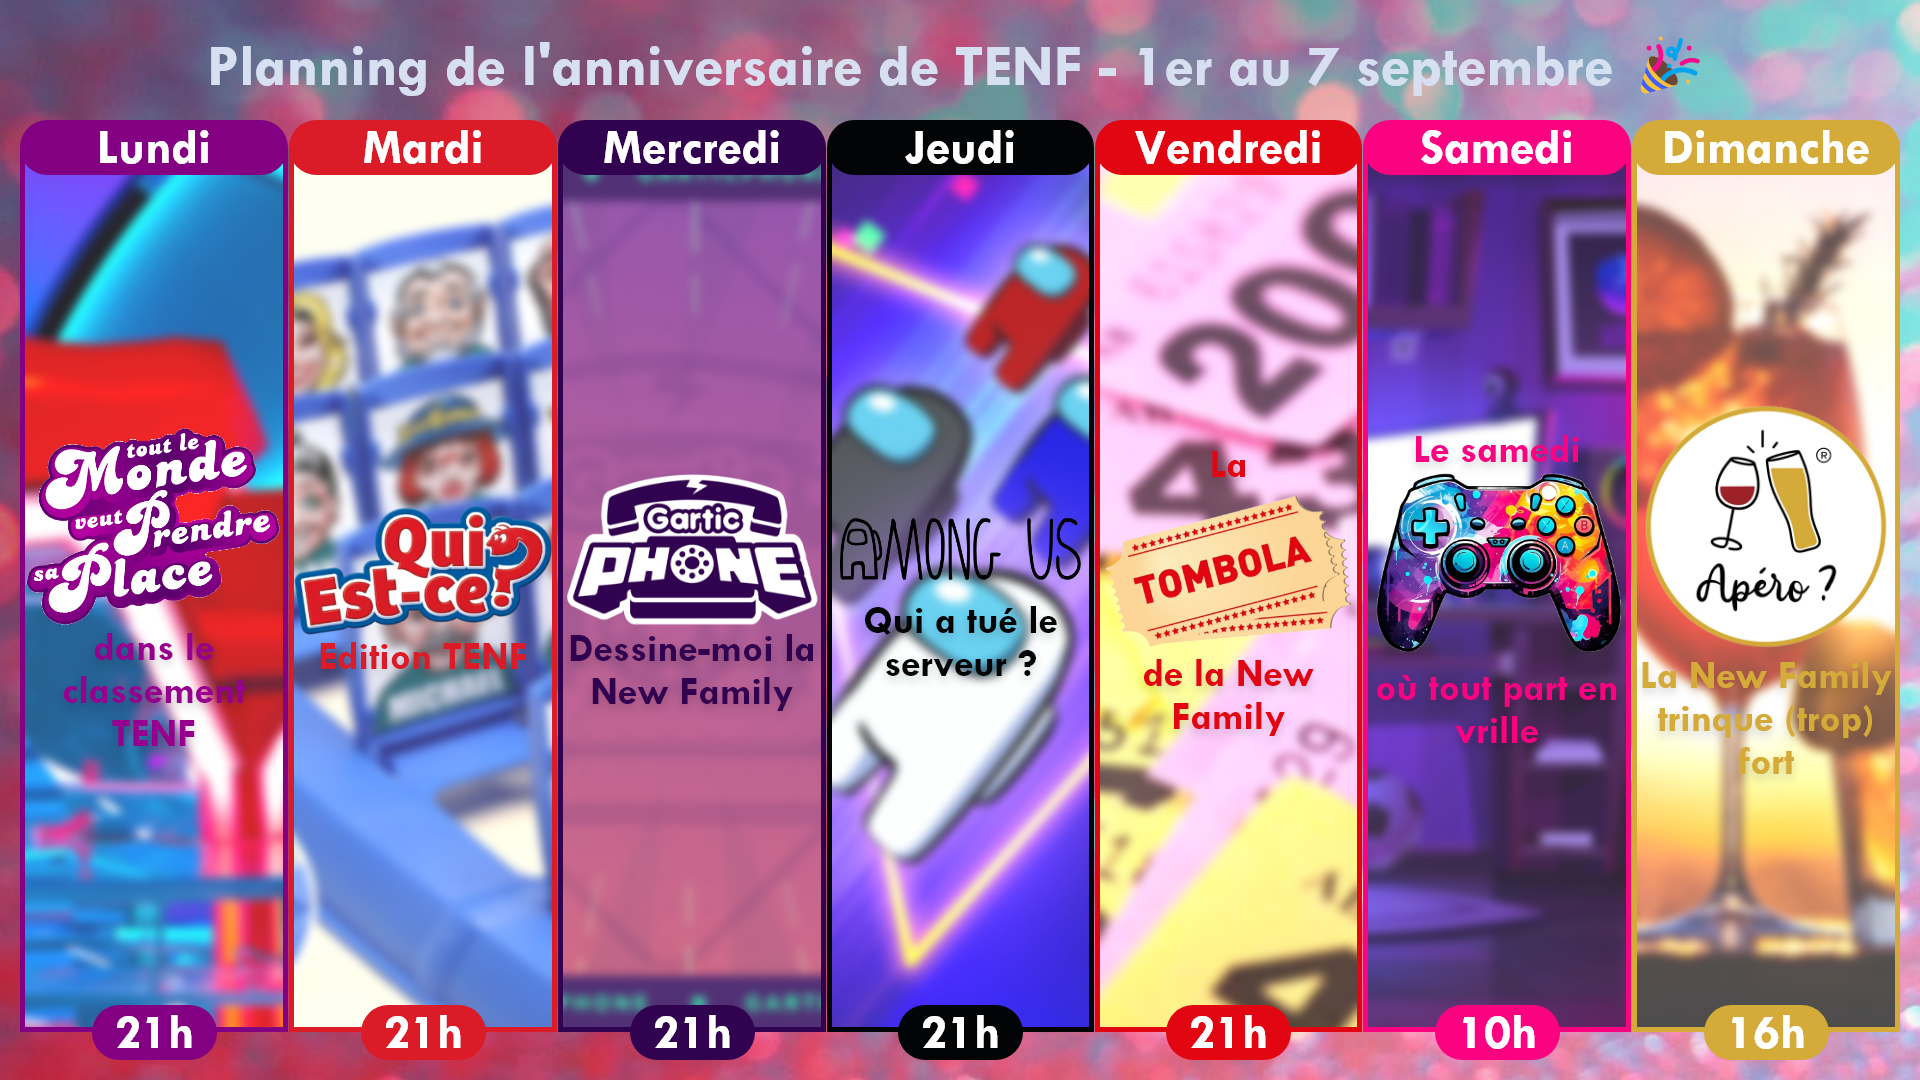 Planning de l'anniversaire de TENF - 1er au 7 septembre
Lundi
tout le
Monde
veut Prendre
sa Place
dans le
classement
TENF
21h
Mardi
Qui
Est-ce?
Edition TENF
MICHAEL
21h
Mercredi
Gartic
PHONE
Dessine-moi la
New Family
21h
Jeudi
AMONG US
Qui a tué le
serveur ?
21h
Vendredi
200
La
TOMBOLA
de la New
Family
29
21h
Samedi
Le samedi
X
Y
B
A
où tout part en
vrille
10h
Dimanche
®
Apéro ?
La New Family
trinque (trop)
fort
16h